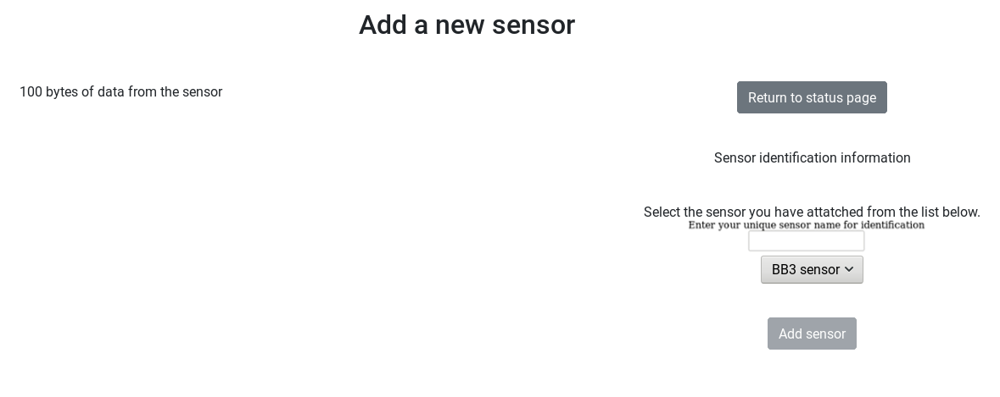 Add a new sensor
100 bytes of data from the sensor
Return to status page
Sensor identification information
Select the sensor you have attatched from the list below.
Enter your unique sensor name for identification
BB3 sensor
Add sensor